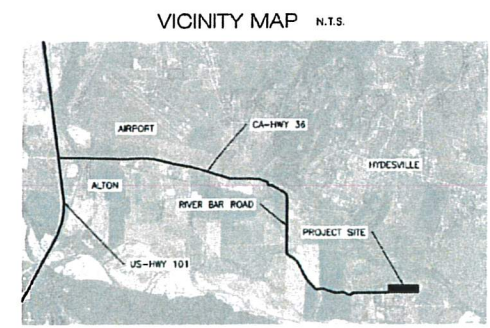 VICINITY MAP N.T.S.
AIRPORT
CA-HWY 36
HYDESVILLE
ALTON
RIVER BAR ROAD
PROJECT SITE
US-HWY 101